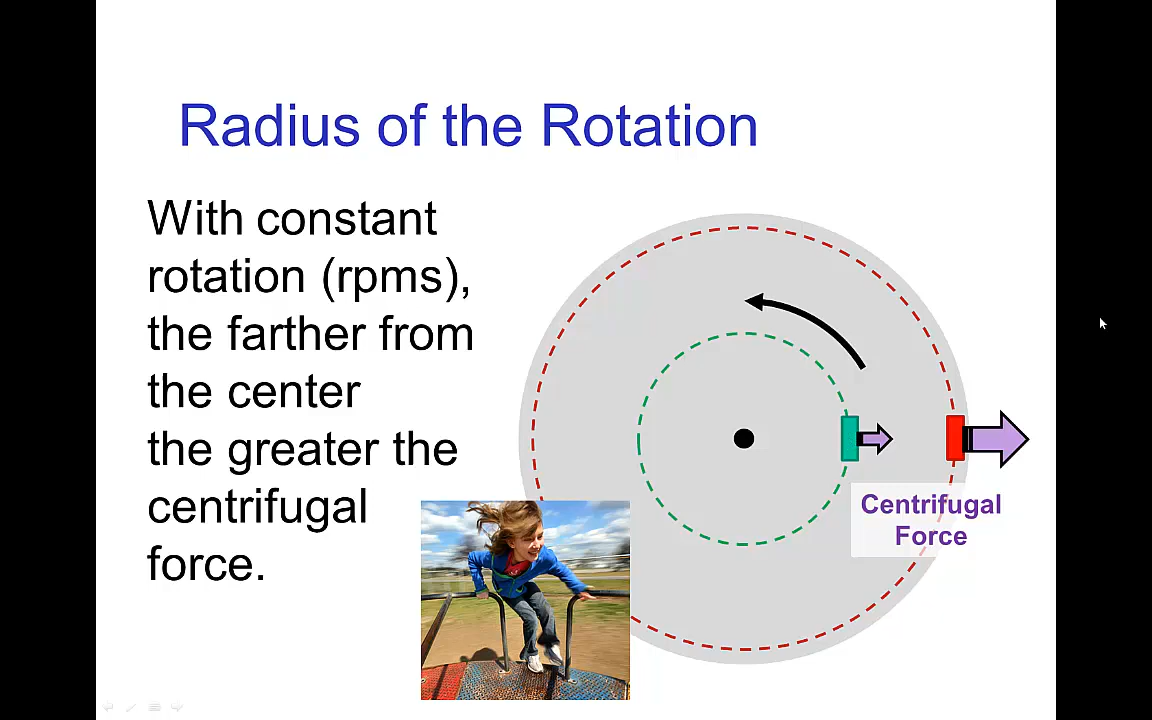 Radius of the Rotation
With constant
rotation (rpms),
the farther from
the center
the greater the
centrifugal
force.
Centrifugal
Force